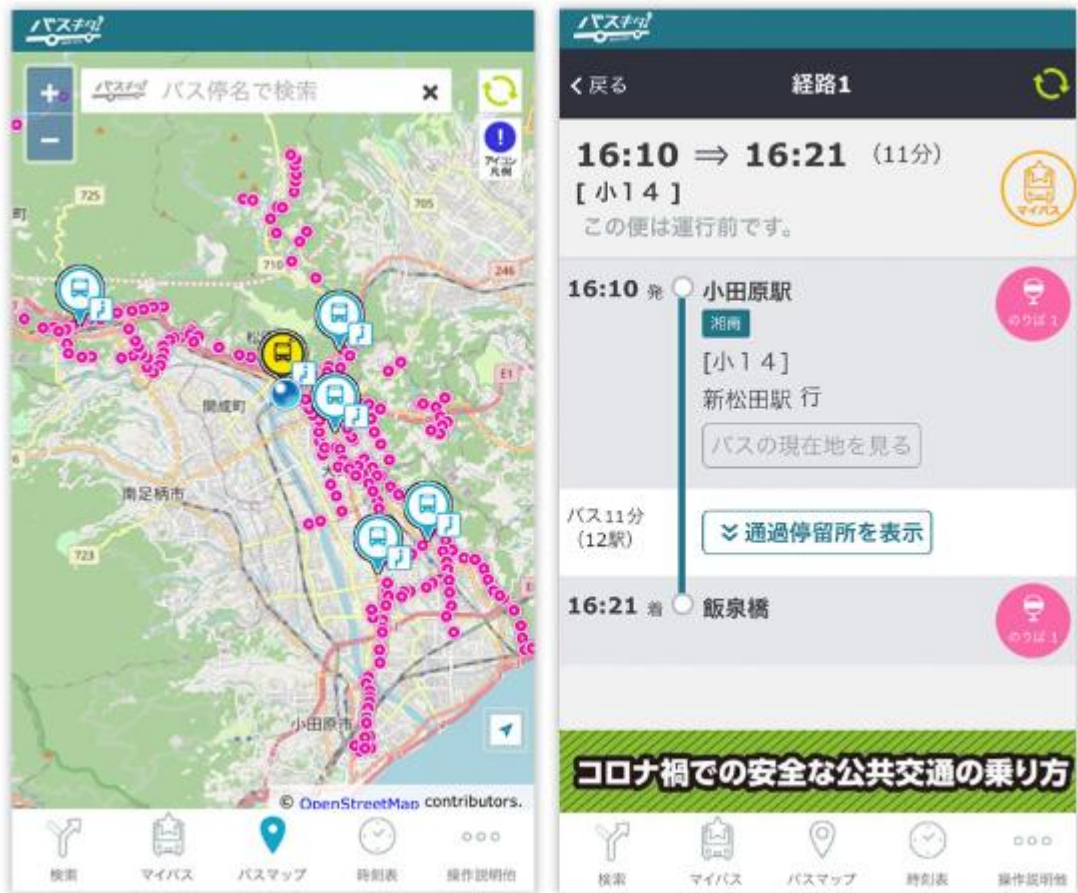 バスキタ!
バス停名で検索
アイコン
凡例
725
705
町
710
246
E1
開成町
南足柄市
723
小田原市
© OpenStreetMap contributors.
検索
マイバス
バスマップ
時刻表
操作説明他
バスキタ!
戻る
経路1
16:10 ⇒ 16:21 (11分)
[小14]
この便は運行前です。
マイバス
16:10 発 小田原駅
のりば 1
湘南
[小14]
新松田駅 行
バスの現在地を見る
バス11分
(12駅)
通過停留所を表示
16:21 着 飯泉橋
のりば 1
コロナ禍での安全な公共交通の乗り方
検索
マイバス
バスマップ
時刻表
操作説明他